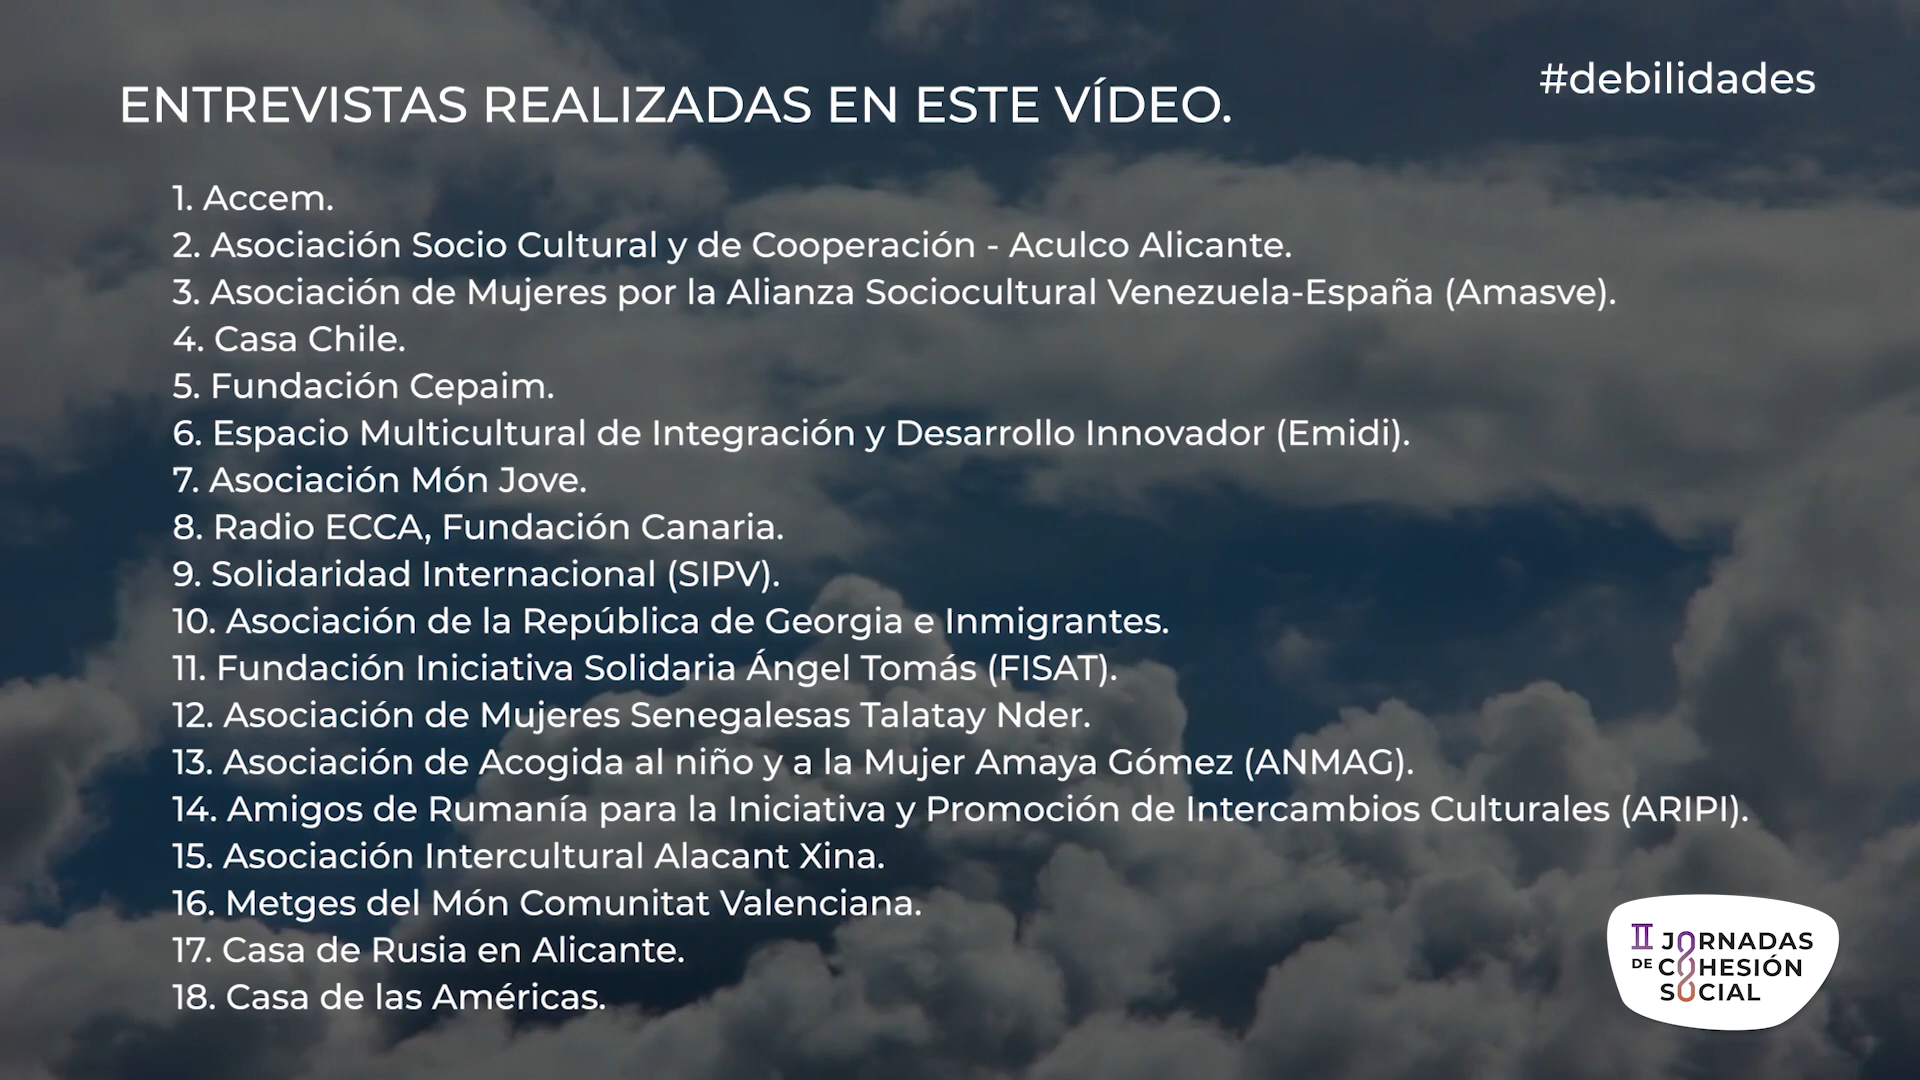 #debilidades
ENTREVISTAS REALIZADAS EN ESTE VÍDEO.
1. Accem.
2. Asociación Socio Cultural y de Cooperación - Aculco Alicante.
3. Asociación de Mujeres por la Alianza Sociocultural Venezuela-España (Amasve).
4. Casa Chile.
5. Fundación Cepaim.
6. Espacio Multicultural de Integración y Desarrollo Innovador (Emidi).
7. Asociación Món Jove.
8. Radio ECCA, Fundación Canaria.
9. Solidaridad Internacional (SIPV).
10. Asociación de la República de Georgia e Inmigrantes.
11. Fundación Iniciativa Solidaria Ángel Tomás (FISAT).
12. Asociación de Mujeres Senegalesas Talatay Nder.
13. Asociación de Acogida al niño y a la Mujer Amaya Gómez (ANMAG).
14. Amigos de Rumanía para la Iniciativa y Promoción de Intercambios Culturales (ARIPI).
15. Asociación Intercultural Alacant Xina.
16. Metges del Món Comunitat Valenciana.
17. Casa de Rusia en Alicante.
18. Casa de las Américas.
II JORNADAS
DE COHESIÓN
SOCIAL